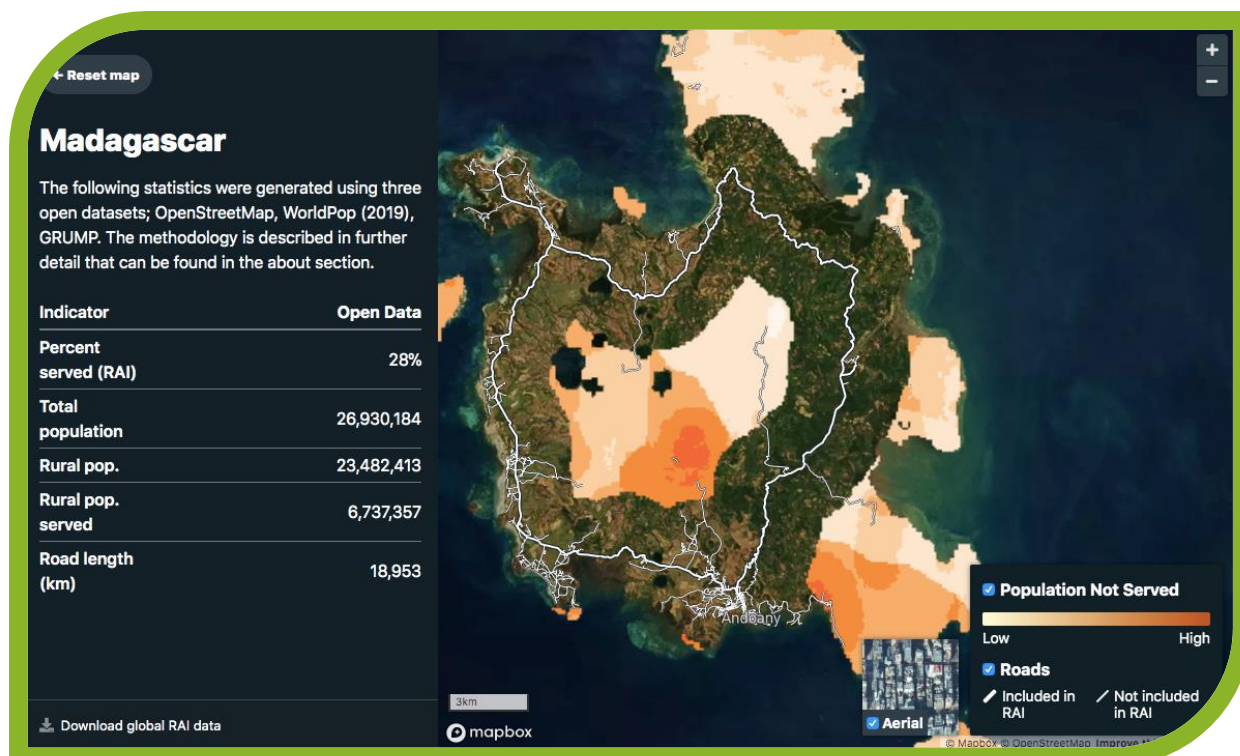 ← Reset map
Madagascar
The following statistics were generated using three
open datasets; OpenStreetMap, WorldPop (2019),
GRUMP. The methodology is described in further
detail that can be found in the about section.
Indicator Open Data
Percent
served (RAI) 28%
Total
population 26,930,184
Rural pop. 23,482,413
Rural pop.
served 6,737,357
Road length
(km) 18,953
Download global RAI data
+
−
Andoany
3km
mapbox
Aerial
Population Not Served
Low High
Roads
Included in
RAI
Not included
in RAI
© Mapbox © OpenStreetMap Improve